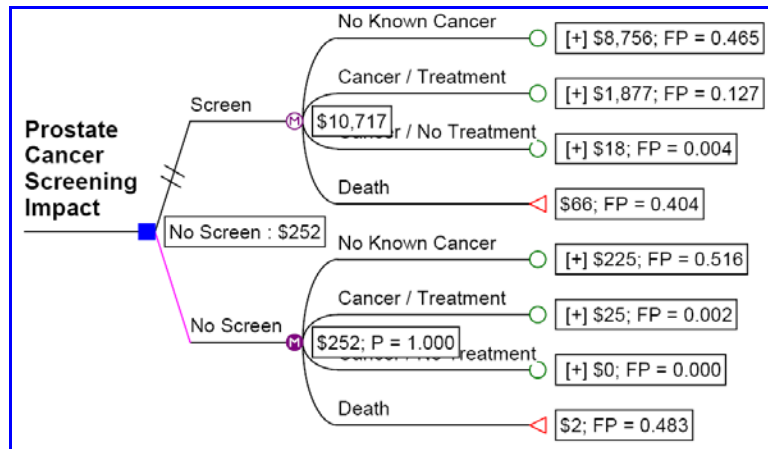 Prostate
Cancer
Screening
Impact
No Screen : $252
Screen
M
$10,717
No Known Cancer
[+] $8,756; FP = 0.465
Cancer / Treatment
[+] $1,877; FP = 0.127
/ No Treatment
[+] $18; FP = 0.004
Death
$66; FP = 0.404
No Screen
M
$252; P = 1.000
No Known Cancer
[+] $225; FP = 0.516
Cancer / Treatment
[+] $25; FP = 0.002
Treatment
[+] $0; FP = 0.000
Death
$2; FP = 0.483